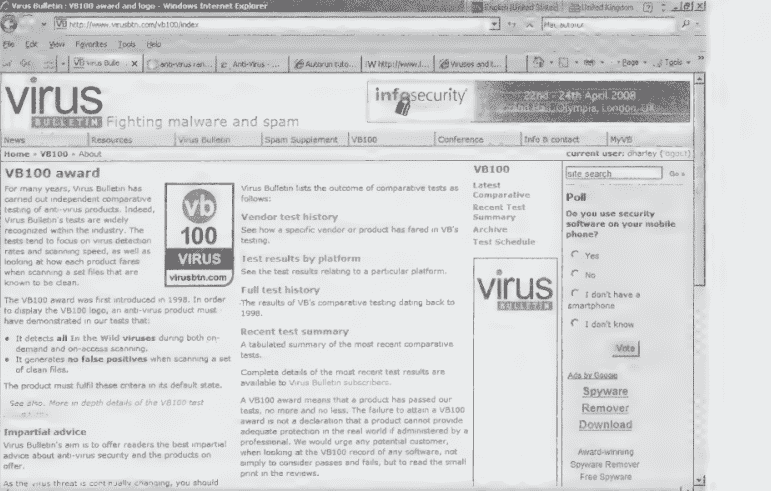 Virus Bulletin : VB100 award and logo - Windows Internet Explorer
English (United States)
United Kingdom
http://www.virusbtn.com/vb100/index
File Edit View Favorites Tools
Virus Bulle...
Anti-Virus - ...
Autorun tuto...
http://www.t...
Viruses and t...
Page
Tools
virus
BULLETIN
Fighting malware and spam
infosecurity
22nd - 24th April 2008
Olympia, London, UK
News
Resources
Virus Bulletin
Spam Supplement
VB100
Conference
Info & contact
MyVB
Home » VB100 » About
current user: dharley
VB100 award
For many years, Virus Bulletin has
carried out independent comparative
testing of anti-virus products. Indeed,
Virus Bulletin's tests are widely
recognized within the industry. The
tests tend to focus on virus detection
rates and scanning speed, as well as
looking at how each product fares
when scanning a set files that are
known to be clean.
vb
100
VIRUS
virusbtn.com
The VB100 award was first introduced in 1998. In order
to display the VB100 logo, an anti-virus product must
have demonstrated in our tests that:
• It detects all In the Wild viruses during both on-
demand and on-access scanning.
• It generates no false positives when scanning a set
of clean files.
The product must fulfil these criteria in its default state.
See also: More in depth details of the VB100 test
Impartial advice
Virus Bulletin's aim is to offer readers the best impartial
advice about anti-virus security and the products on
offer.
As the virus threat is continually changing, you should
Virus Bulletin lists the outcome of comparative tests as
follows:
Vendor test history
See how a specific vendor or product has fared in VB's
testing.
Test results by platform
See the test results relating to a particular platform.
Full test history
The results of VB's comparative testing dating back to
1998.
Recent test summary
A tabulated summary of the most recent comparative
tests.
Complete details of the most recent test results are
available to Virus Bulletin subscribers.
A VB100 award means that a product has passed our
tests, no more and no less. The failure to attain a VB100
award is not a declaration that a product cannot provide
adequate protection in the real world if administered by a
professional. We would urge any potential customer,
when looking at the VB100 record of any software, not
simply to consider passes and fails, but to read the small
print in the reviews.
VB100
Latest
Comparative
Recent Test
Summary
Archive
Test Schedule
virus
BULLETIN
site search
Go »
Poll
Do you use security
software on your mobile
phone?
Yes
No
I don't have a
smartphone
I don't know
Vote
Ads by Google
Spyware
Remover
Download
Award-winning
Spyware Remover
Free Spyware